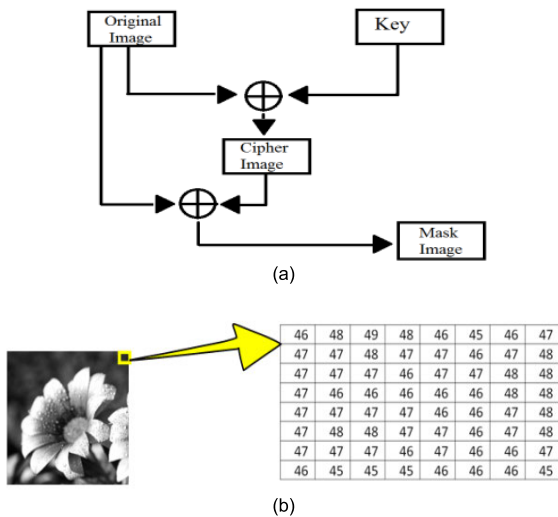 Original
Image
Key
Cipher
Image
Mask
Image
(a)
46 48 49 48 46 45 46 47
47 47 48 47 47 46 47 48
47 47 47 46 47 47 48 48
47 46 46 46 46 46 47 48
47 47 47 47 46 46 47 48
47 48 48 47 47 46 47 48
47 47 47 47 46 46 46 47
46 45 45 45 46 46 46 45
(b)